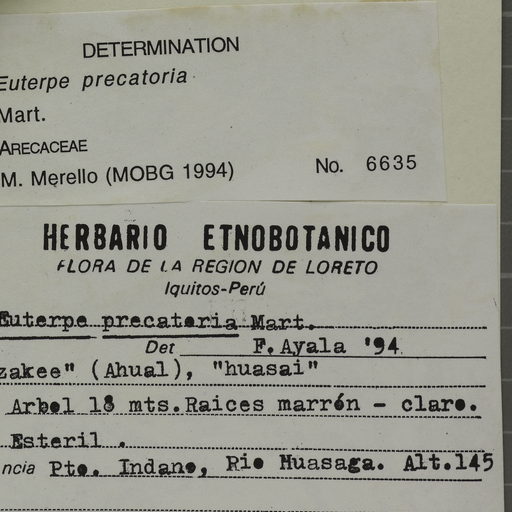 DETERMINATION
Euterpe precatoria
Mart.
ARECACEAE
M. Merello (MOBG 1994) No. 6635
HERBARIO ETNOBOTANICO
FLORA DE LA REGION DE LORETO
Iquitos-Perú
Euterpe precatoria Mart.
Det F. Ayala '94
zakee" (Ahual), "huasai"
Arbol 18 mts. Raices marrón - claro.
Esteril .
ncia Pto. Indano, Rio Huasaga. Alt.145